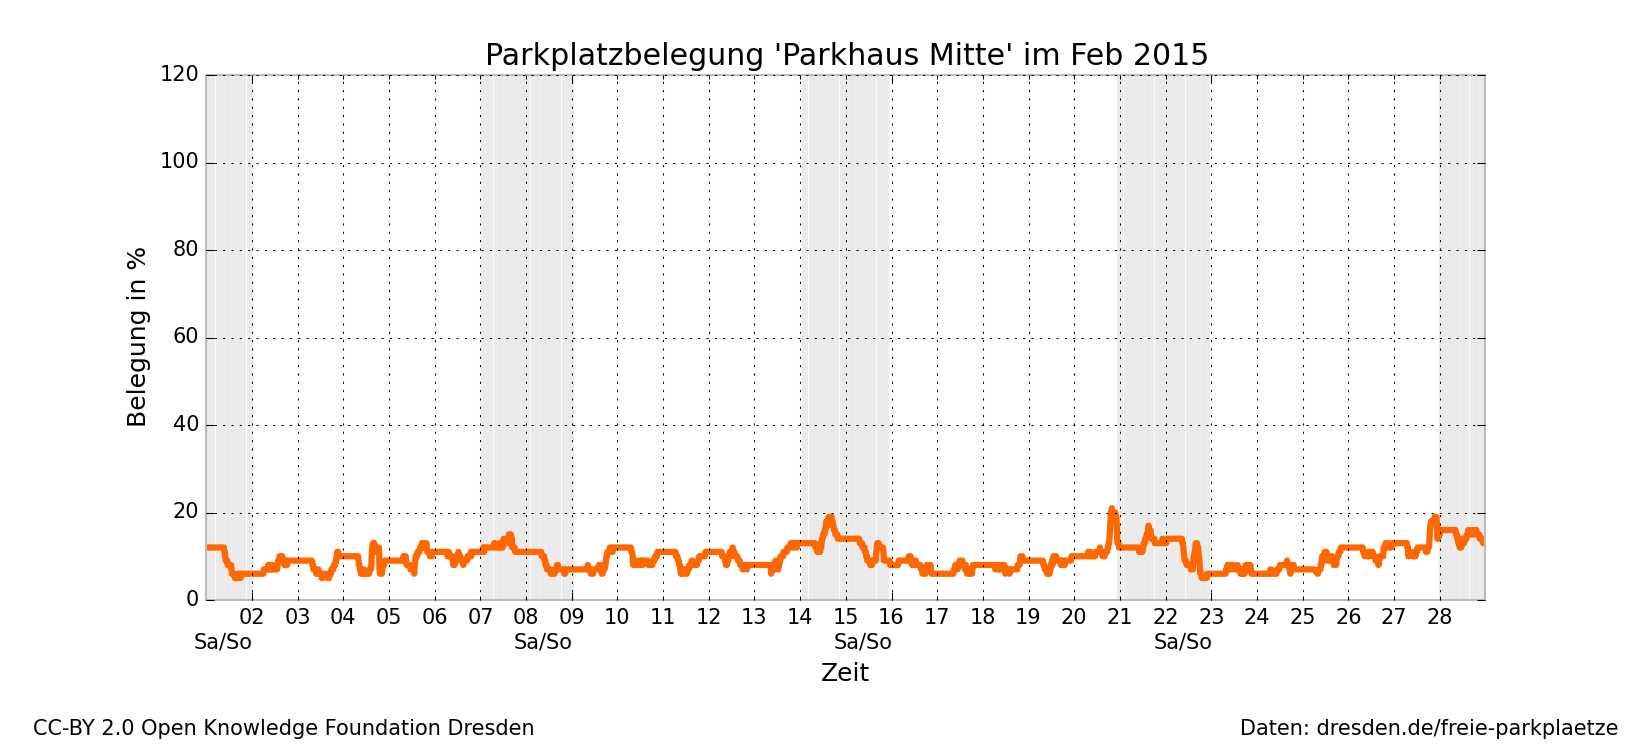 Parkplatzbelegung 'Parkhaus Mitte' im Feb 2015
120
100
80
60
40
20
0
Belegung in %
02 03 04 05 06 07 08 09 10 11 12 13 14 15 16 17 18 19 20 21 22 23 24 25 26 27 28
Sa/So Sa/So Sa/So Sa/So
Zeit
CC-BY 2.0 Open Knowledge Foundation Dresden
Daten: dresden.de/freie-parkplaetze